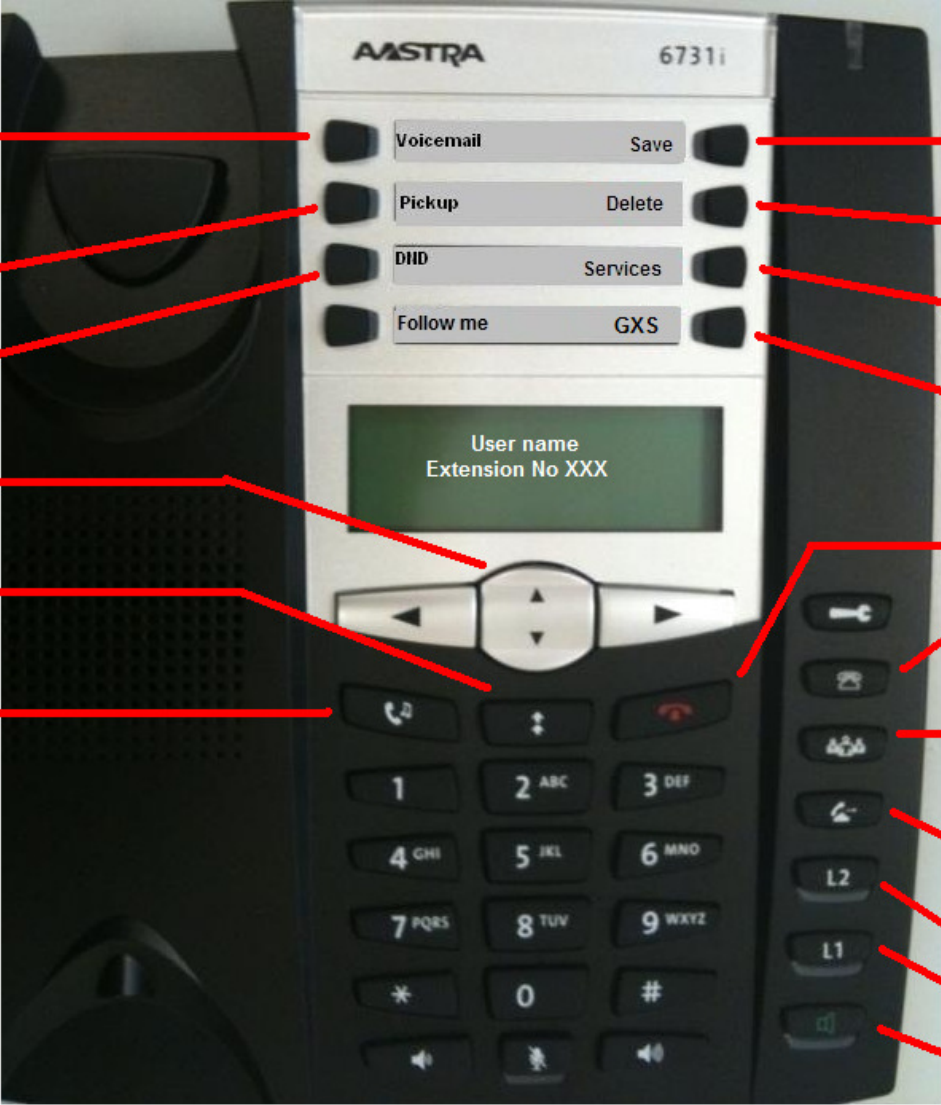 AASTRA 6731i
Voicemail Save
Pickup Delete
DND Services
Follow me GXS
User name
Extension No XXX
1 2 ABC 3 DEF
4 GHI 5 JKL 6 MNO
7 PQRS 8 TUV 9 WXYZ
L2
L1
* 0 #